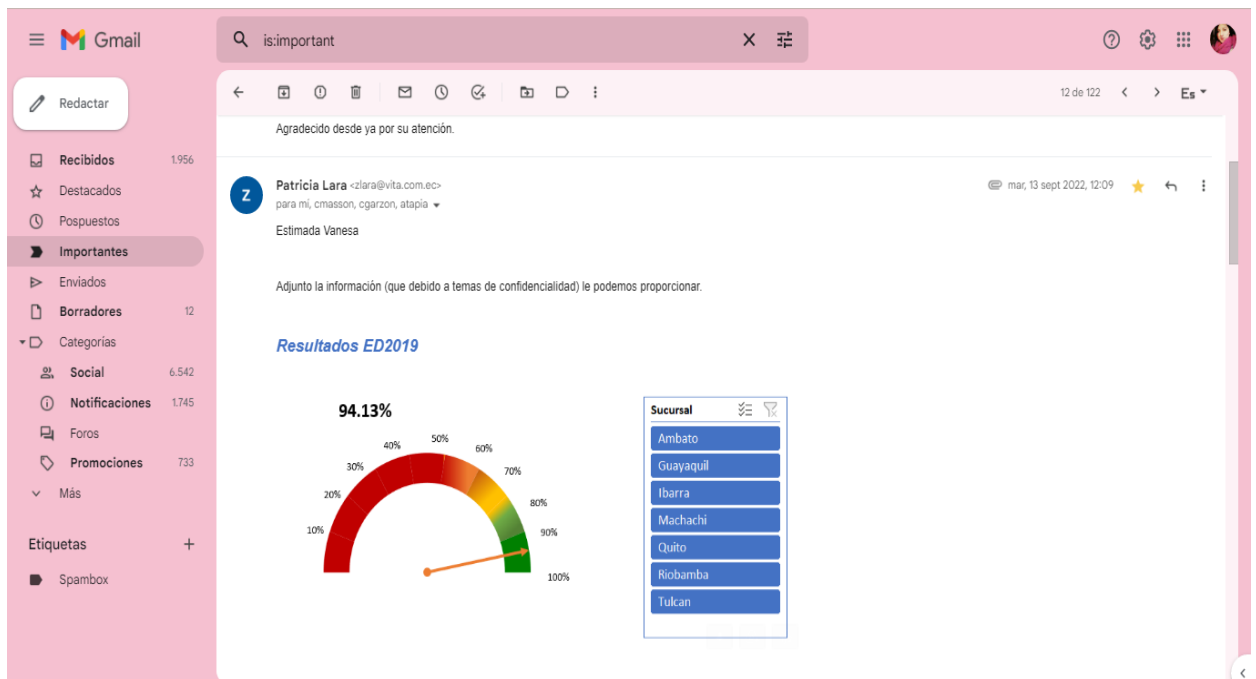 Gmail
is:important
Redactar
12 de 122
Es
Recibidos 1.956
Destacados
Pospuestos
Importantes
Enviados
Borradores 12
Categorías
Social 6.542
Notificaciones 1.745
Foros
Promociones 733
Más
Etiquetas
Spambox
Agradecido desde ya por su atención.
Z
Patricia Lara <zlara@vita.com.ec>
mar, 13 sept 2022, 12:09
para mí, cmasson, cgarzon, atapia
Estimada Vanesa
Adjunto la información (que debido a temas de confidencialidad) le podemos proporcionar.
Resultados ED2019
94.13%
10%
20%
30%
40%
50%
60%
70%
80%
90%
100%
Sucursal
Ambato
Guayaquil
Ibarra
Machachi
Quito
Riobamba
Tulcan